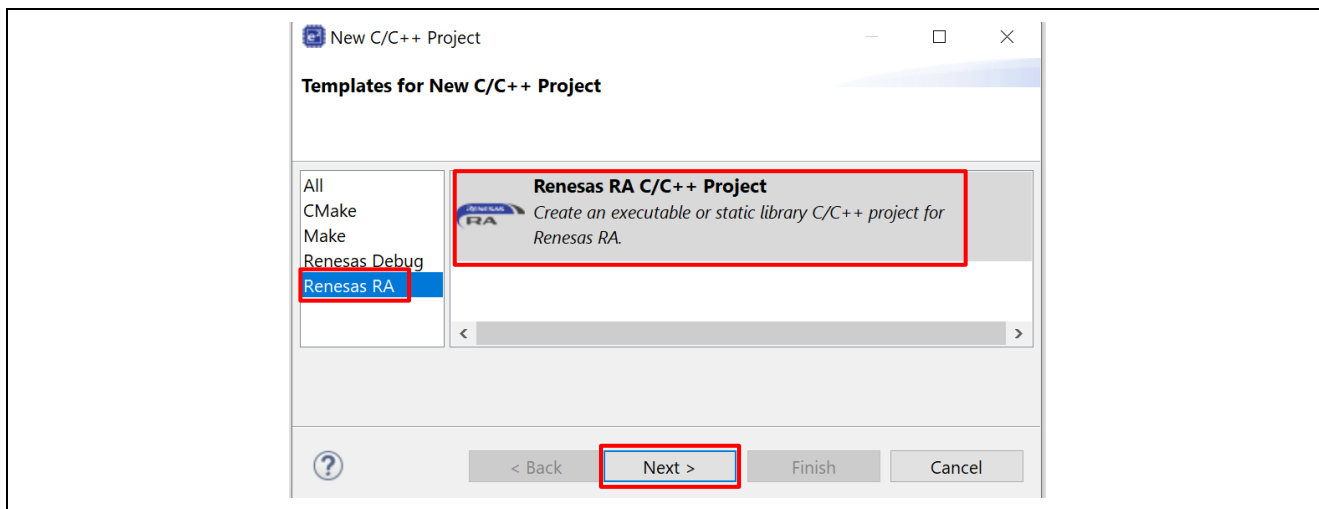 New C/C++ Project
Templates for New C/C++ Project
All
CMake
Make
Renesas Debug
Renesas RA
RENESAS
RA
Renesas RA C/C++ Project
Create an executable or static library C/C++ project for
Renesas RA.
?
< Back
Next >
Finish
Cancel